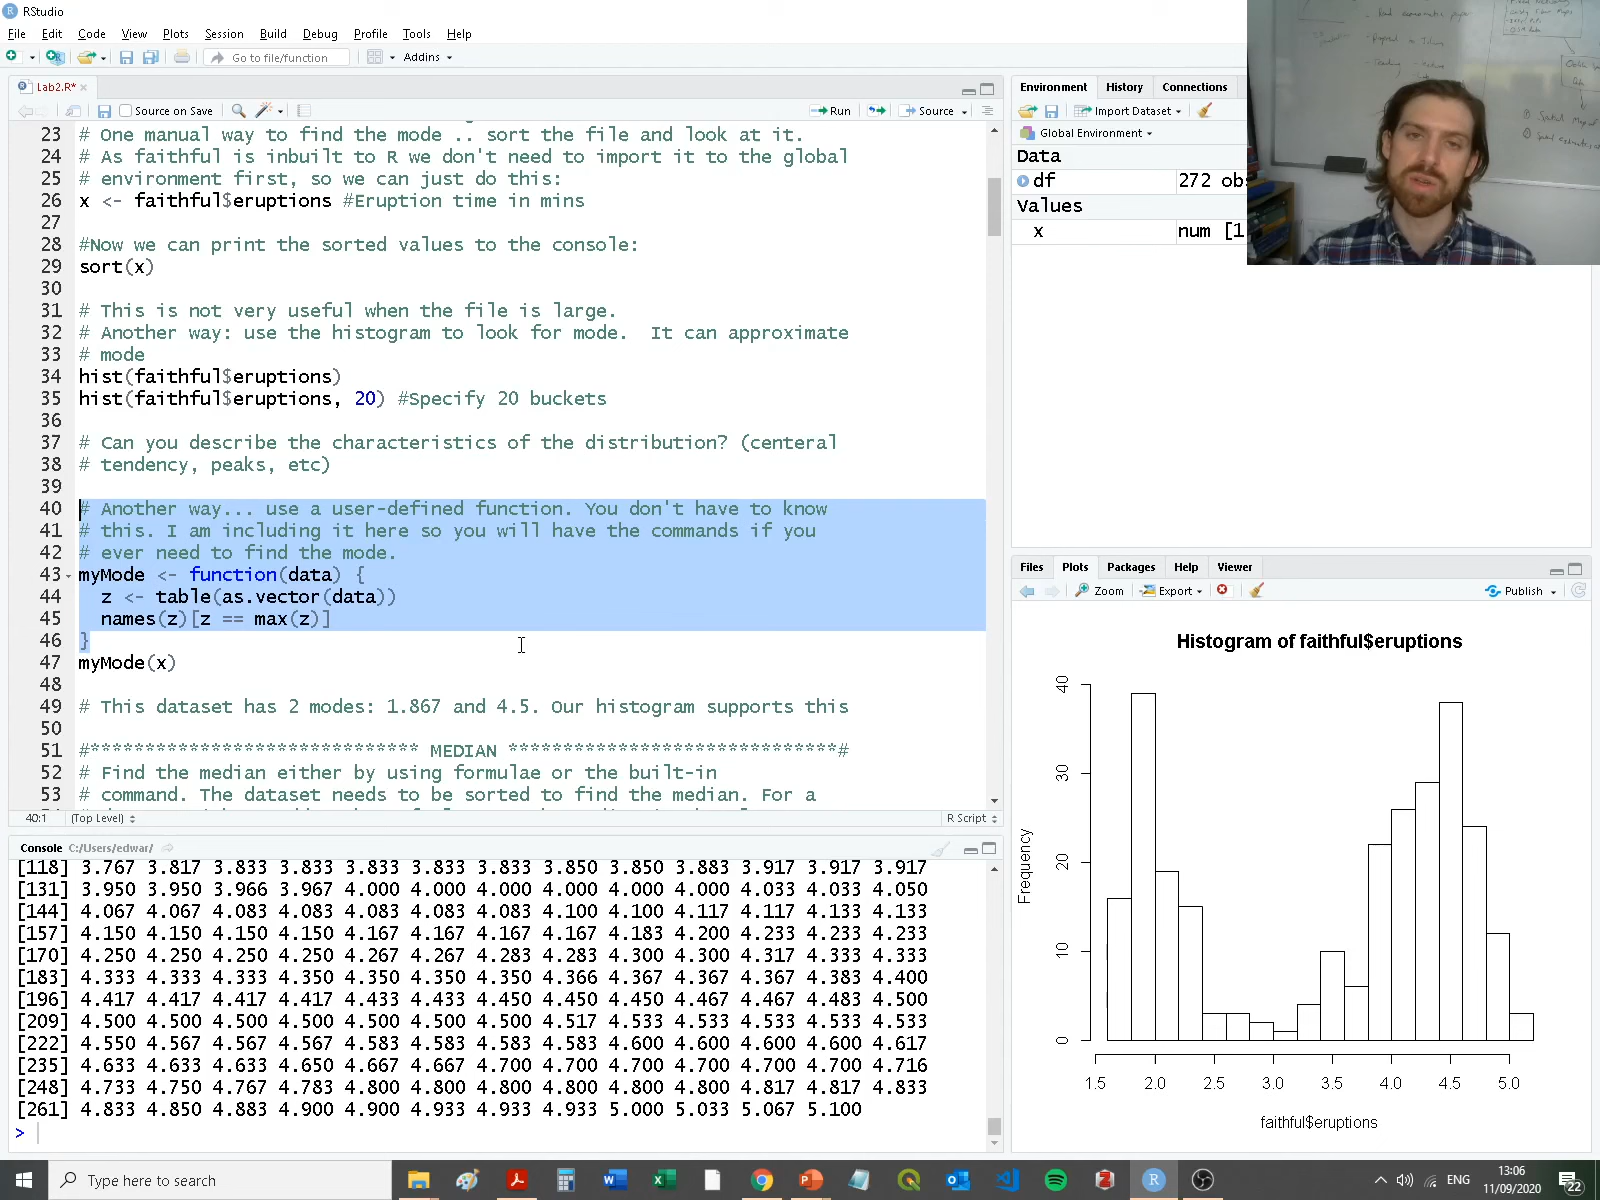 RStudio
File Edit Code View Plots Session Build Debug Profile Tools Help
Go to file/function Addins
Lab2.R*
Source on Save Run Source
23 # One manual way to find the mode .. sort the file and look at it.
24 # As faithful is inbuilt to R we don't need to import it to the global
25 # environment first, so we can just do this:
26 x <- faithful$eruptions #Eruption time in mins
27
28 #Now we can print the sorted values to the console:
29 sort(x)
30
31 # This is not very useful when the file is large.
32 # Another way: use the histogram to look for mode. It can approximate
33 # mode
34 hist(faithful$eruptions)
35 hist(faithful$eruptions, 20) #Specify 20 buckets
36
37 # Can you describe the characteristics of the distribution? (centeral
38 # tendency, peaks, etc)
39
40 # Another way... use a user-defined function. You don't have to know
41 # this. I am including it here so you will have the commands if you
42 # ever need to find the mode.
43 myMode <- function(data) {
44 z <- table(as.vector(data))
45 names(z)[z == max(z)]
46 }
47 myMode(x)
48
49 # This dataset has 2 modes: 1.867 and 4.5. Our histogram supports this
50
51 #****************************** MEDIAN ******************************#
52 # Find the median either by using formulae or the built-in
53 # command. The dataset needs to be sorted to find the median. For a
40:1 (Top Level) R Script
Console C:/Users/edwar/
[118] 3.767 3.817 3.833 3.833 3.833 3.833 3.833 3.850 3.850 3.883 3.917 3.917 3.917
[131] 3.950 3.950 3.966 3.967 4.000 4.000 4.000 4.000 4.000 4.000 4.033 4.033 4.050
[144] 4.067 4.067 4.083 4.083 4.083 4.083 4.083 4.100 4.100 4.117 4.117 4.133 4.133
[157] 4.150 4.150 4.150 4.150 4.167 4.167 4.167 4.167 4.183 4.200 4.233 4.233 4.233
[170] 4.250 4.250 4.250 4.250 4.267 4.267 4.283 4.283 4.300 4.300 4.317 4.333 4.333
[183] 4.333 4.333 4.333 4.350 4.350 4.350 4.350 4.366 4.367 4.367 4.367 4.383 4.400
[196] 4.417 4.417 4.417 4.417 4.433 4.433 4.450 4.450 4.450 4.467 4.467 4.483 4.500
[209] 4.500 4.500 4.500 4.500 4.500 4.500 4.500 4.517 4.533 4.533 4.533 4.533 4.533
[222] 4.550 4.567 4.567 4.567 4.583 4.583 4.583 4.583 4.600 4.600 4.600 4.600 4.617
[235] 4.633 4.633 4.633 4.650 4.667 4.667 4.700 4.700 4.700 4.700 4.700 4.700 4.716
[248] 4.733 4.750 4.767 4.783 4.800 4.800 4.800 4.800 4.800 4.800 4.817 4.817 4.833
[261] 4.833 4.850 4.883 4.900 4.900 4.933 4.933 4.933 5.000 5.033 5.067 5.100
>
Environment History Connections
Import Dataset
Global Environment
Data
df 272 obs
Values
x num [1
Files Plots Packages Help Viewer
Zoom Export Publish
Histogram of faithful$eruptions
Frequency
0 10 20 30 40
1.5 2.0 2.5 3.0 3.5 4.0 4.5 5.0
faithful$eruptions
Type here to search
ENG
13:06
11/09/2020
22